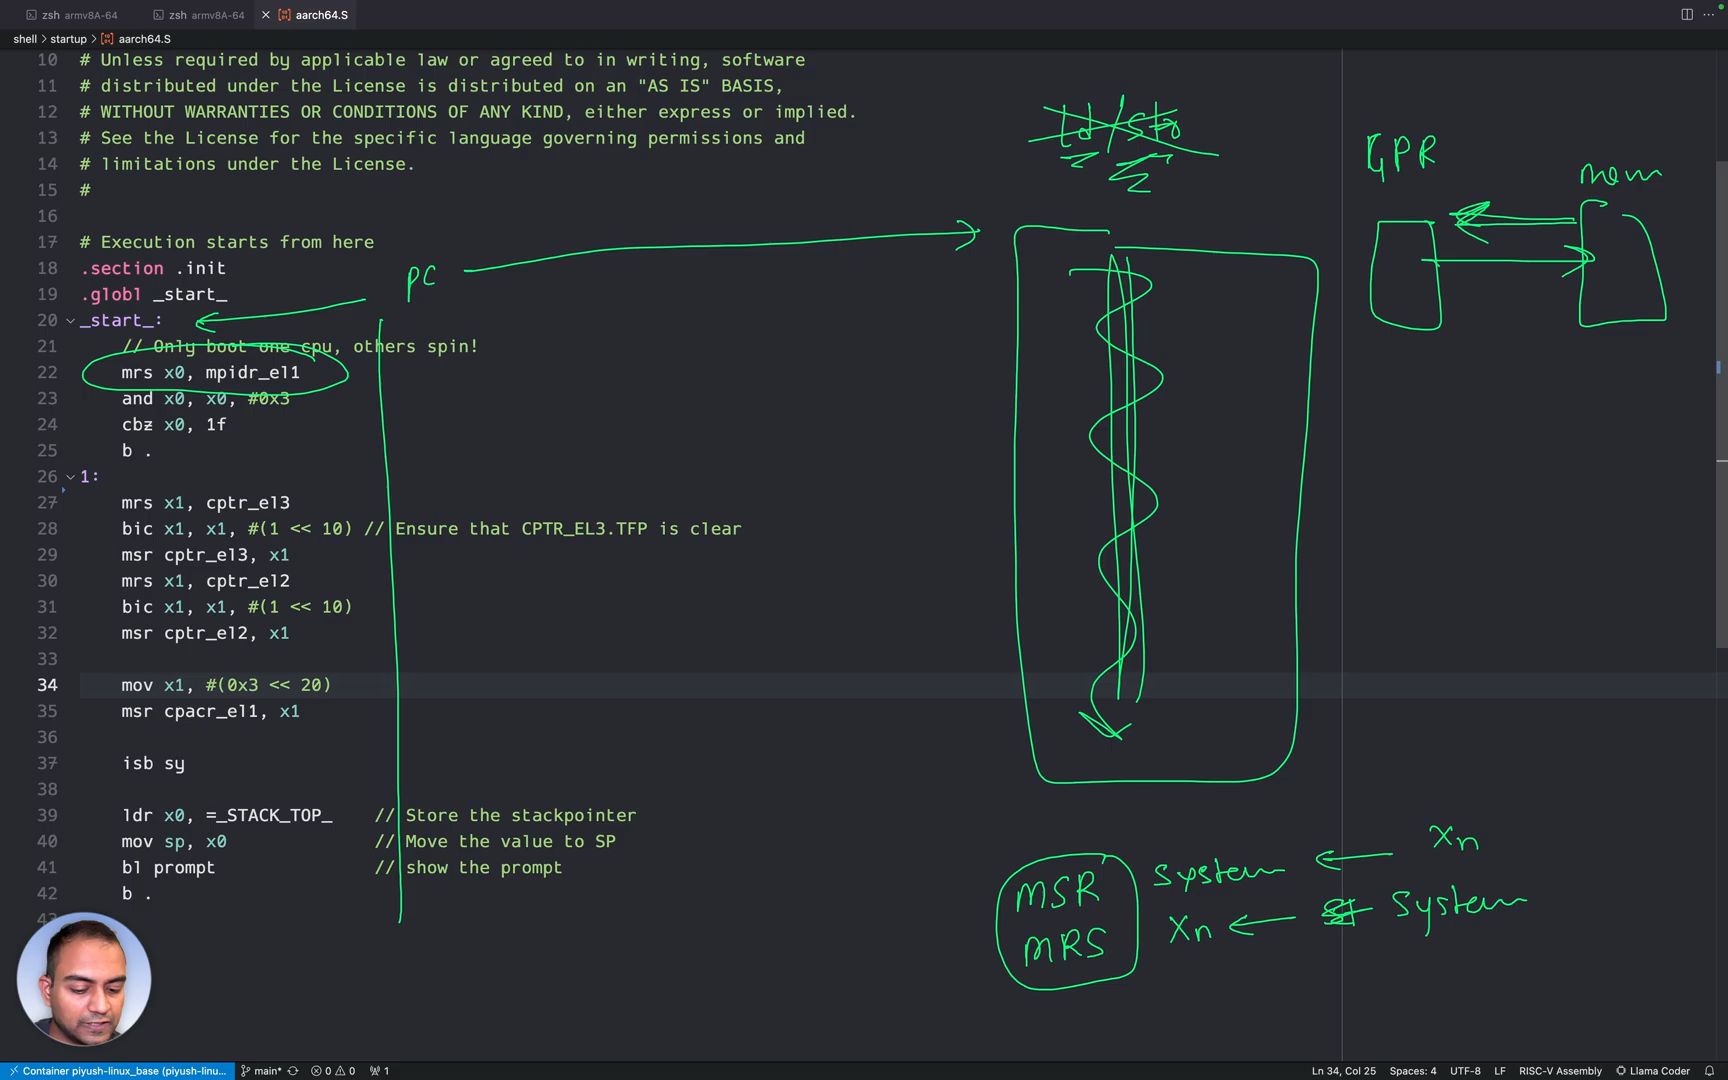 zsh armv8A-64
zsh armv8A-64
aarch64.S
shell > startup > aarch64.S
10 # Unless required by applicable law or agreed to in writing, software
11 # distributed under the License is distributed on an "AS IS" BASIS,
12 # WITHOUT WARRANTIES OR CONDITIONS OF ANY KIND, either express or implied.
13 # See the License for the specific language governing permissions and
14 # limitations under the License.
15 #
16
17 # Execution starts from here
18 .section .init
19 .globl _start_
20 _start_:
21 // Only boot one cpu, others spin!
22 mrs x0, mpidr_el1
23 and x0, x0, #0x3
24 cbz x0, 1f
25 b .
26 1:
27 mrs x1, cptr_el3
28 bic x1, x1, #(1 << 10) // Ensure that CPTR_EL3.TFP is clear
29 msr cptr_el3, x1
30 mrs x1, cptr_el2
31 bic x1, x1, #(1 << 10)
32 msr cptr_el2, x1
33
34 mov x1, #(0x3 << 20)
35 msr cpacr_el1, x1
36
37 isb sy
38
39 ldr x0, =_STACK_TOP_ // Store the stackpointer
40 mov sp, x0 // Move the value to SP
41 bl prompt // show the prompt
42 b .
PC
GPR
mem
MSR system ← Xn
MRS Xn ← system
Container piyush-linux_base (piyush-linu... main* 0 0 1
Ln 34, Col 25 Spaces: 4 UTF-8 LF RISC-V Assembly Llama Coder